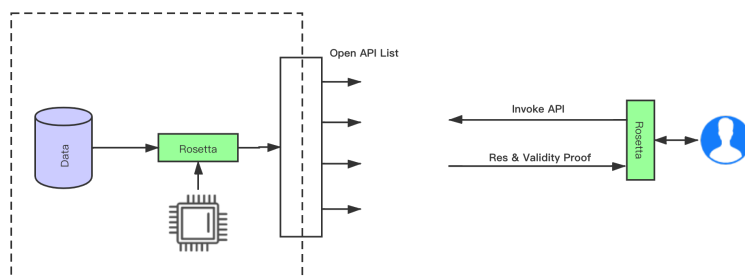 Open API List
Data
Rosetta
Invoke API
Rosetta
Res & Validity Proof